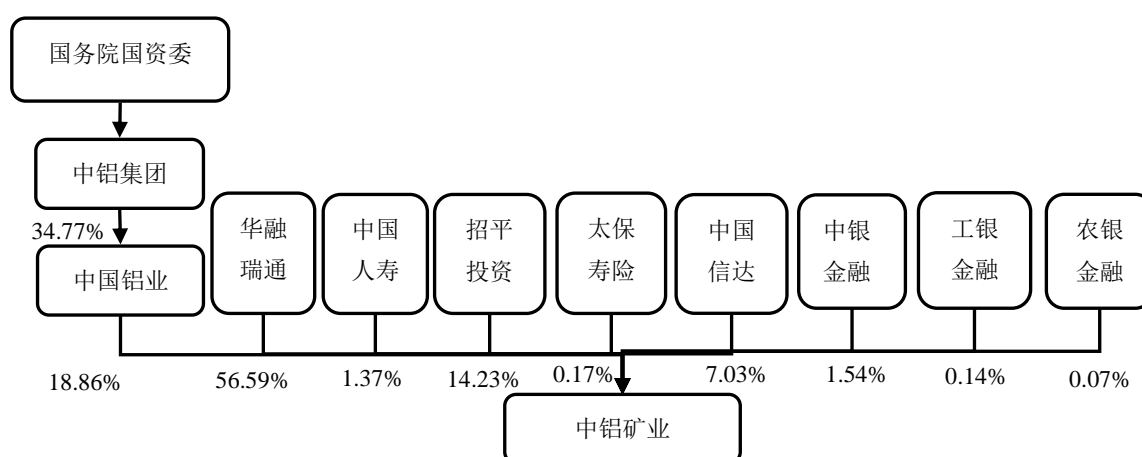 国务院国资委
中铝集团
34.77%
中国铝业
华融
瑞通
中国
人寿
招平
投资
太保
寿险
中国
信达
中银
金融
工银
金融
农银
金融
18.86%
56.59%
1.37%
14.23%
0.17%
7.03%
1.54%
0.14%
0.07%
中铝矿业